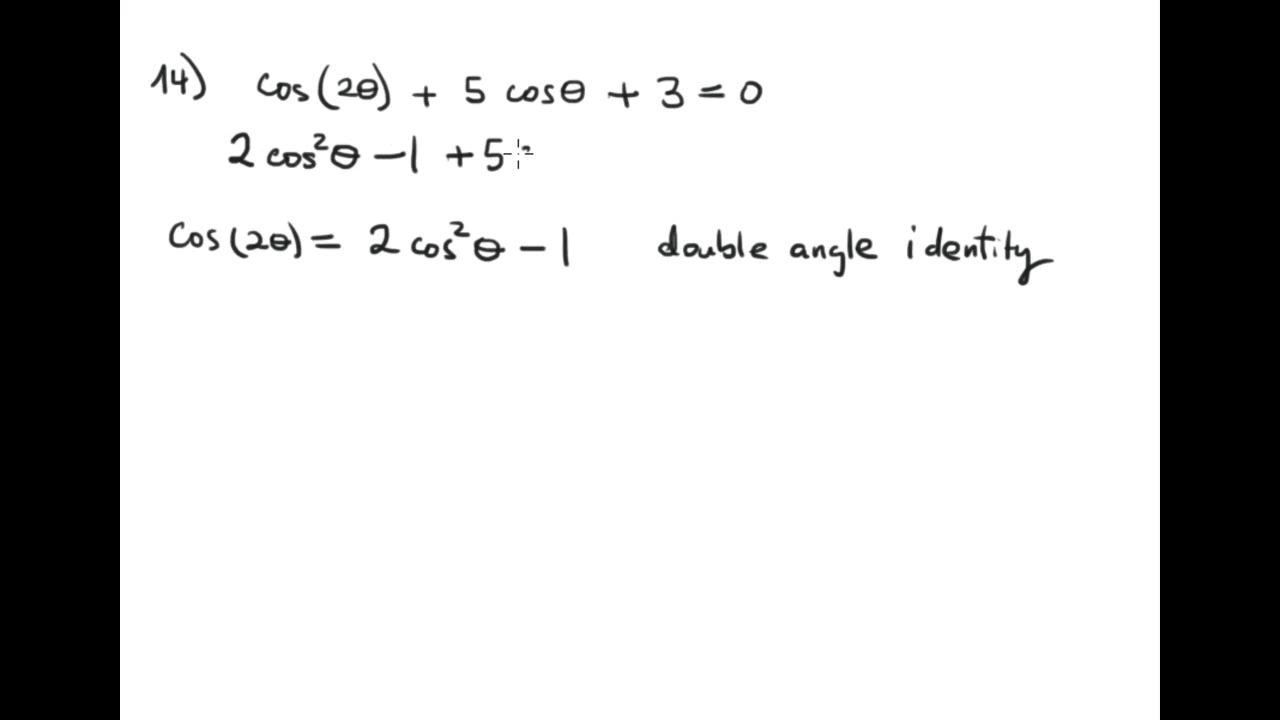 14) cos(2θ) + 5 cosθ + 3 = 0
2 cos²θ - 1 + 5
cos(2θ) = 2 cos²θ - 1 double angle identity